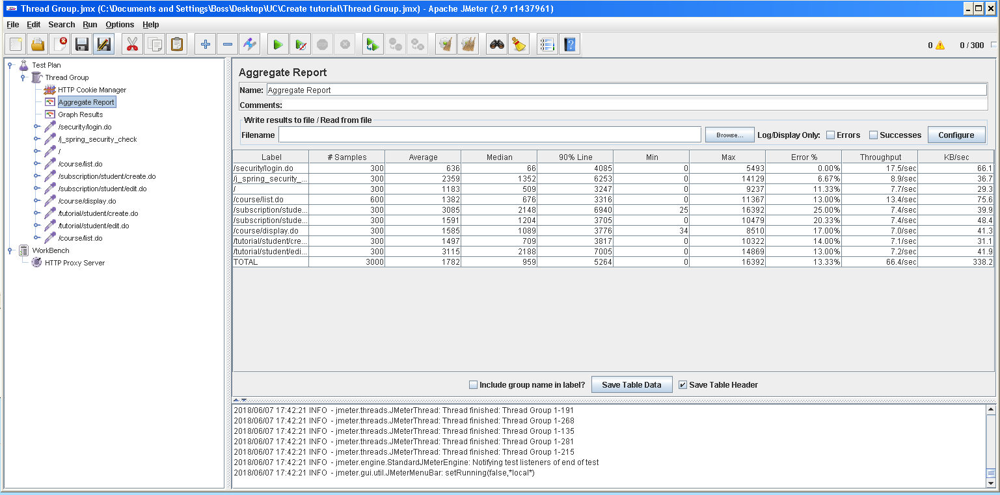 Thread Group.jmx (C:\Documents and Settings\Boss\Desktop\UC\Create tutorial\Thread Group.jmx) - Apache JMeter (2.9 r1437961)
File Edit Search Run Options Help
0 0 / 300
Test Plan
Thread Group
HTTP Cookie Manager
Aggregate Report
Graph Results
/security/login.do
/j_spring_security_check
/
/course/list.do
/subscription/student/create.do
/subscription/student/edit.do
/course/display.do
/tutorial/student/create.do
/tutorial/student/edit.do
/course/list.do
WorkBench
HTTP Proxy Server
Aggregate Report
Name: Aggregate Report
Comments:
Write results to file / Read from file
Filename Browse... Log/Display Only: Errors Successes Configure
Label # Samples Average Median 90% Line Min Max Error % Throughput KB/sec
/security/login.do 300 636 66 4085 0 5493 0.00% 17.5/sec 66.1
/j_spring_security_... 300 2359 1352 6253 0 14129 6.67% 8.9/sec 36.7
/ 300 1183 509 3247 0 9237 11.33% 7.7/sec 29.3
/course/list.do 600 1382 676 3316 0 11367 13.00% 13.4/sec 75.6
/subscription/stude... 300 3085 2148 6940 25 16392 25.00% 7.4/sec 39.9
/subscription/stude... 300 1591 1204 3705 0 10479 20.33% 7.4/sec 48.4
/course/display.do 300 1585 1089 3776 34 8510 17.00% 7.0/sec 41.3
/tutorial/student/cre... 300 1497 709 3817 0 10322 14.00% 7.1/sec 31.1
/tutorial/student/edi... 300 3115 2188 7005 0 14869 13.00% 7.2/sec 41.9
TOTAL 3000 1782 959 5264 0 16392 13.33% 66.4/sec 338.2
Include group name in label? Save Table Data Save Table Header
2018/06/07 17:42:21 INFO - jmeter.threads.JMeterThread: Thread finished: Thread Group 1-191
2018/06/07 17:42:21 INFO - jmeter.threads.JMeterThread: Thread finished: Thread Group 1-268
2018/06/07 17:42:21 INFO - jmeter.threads.JMeterThread: Thread finished: Thread Group 1-135
2018/06/07 17:42:21 INFO - jmeter.threads.JMeterThread: Thread finished: Thread Group 1-281
2018/06/07 17:42:21 INFO - jmeter.threads.JMeterThread: Thread finished: Thread Group 1-215
2018/06/07 17:42:21 INFO - jmeter.engine.StandardJMeterEngine: Notifying test listeners of end of test
2018/06/07 17:42:21 INFO - jmeter.gui.util.JMeterMenuBar: setRunning(false,*local*)